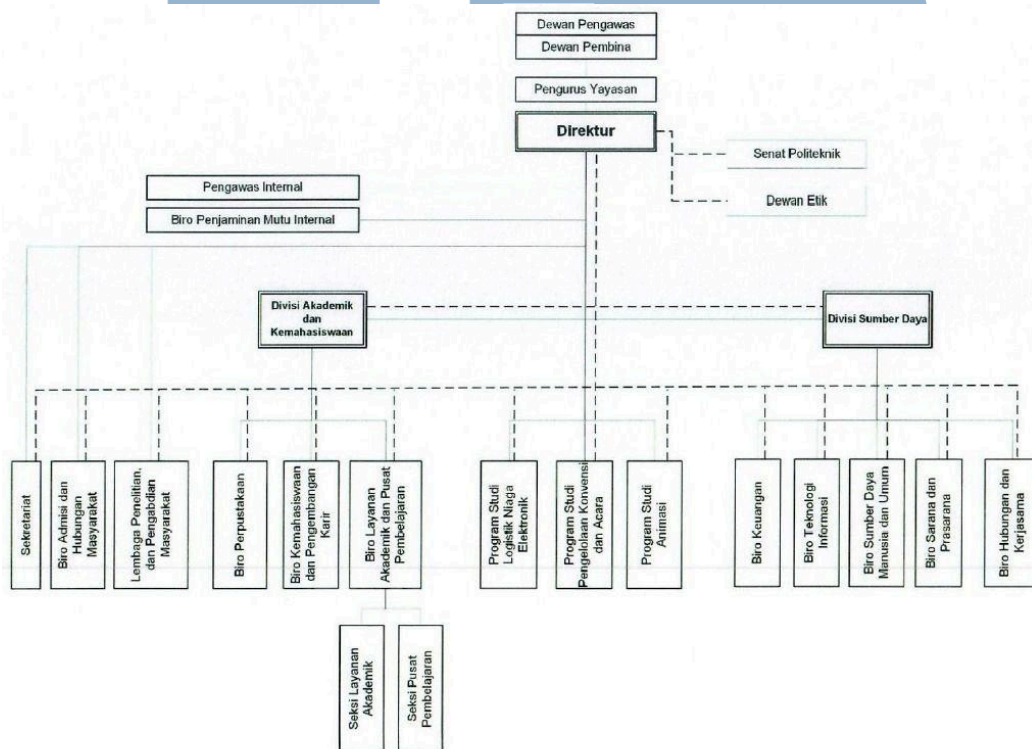 Dewan Pengawas
Dewan Pembina
Pengurus Yayasan
Direktur
Senat Politeknik
Dewan Etik
Pengawas Internal
Biro Penjaminan Mutu Internal
Divisi Akademik
dan
Kemahasiswaan
Divisi Sumber Daya
Sekretariat
Biro Admisi dan
Hubungan
Masyarakat
Lembaga Penelitian,
dan Pengabdian
Masyarakat
Biro Perpustakaan
Biro Kemahasiswaan
dan Pengembangan
Karir
Biro Layanan
Akademik dan Pusat
Pembelajaran
Program Studi
Logistik Niaga
Elektronik
Program Studi
Pengelolaan Konvensi
dan Acara
Program Studi
Animasi
Biro Keuangan
Biro Teknologi
Informasi
Biro Sumber Daya
Manusia dan Umum
Biro Sarana dan
Prasarana
Biro Hubungan dan
Kerjasama
Seksi Layanan
Akademik
Seksi Pusat
Pembelajaran